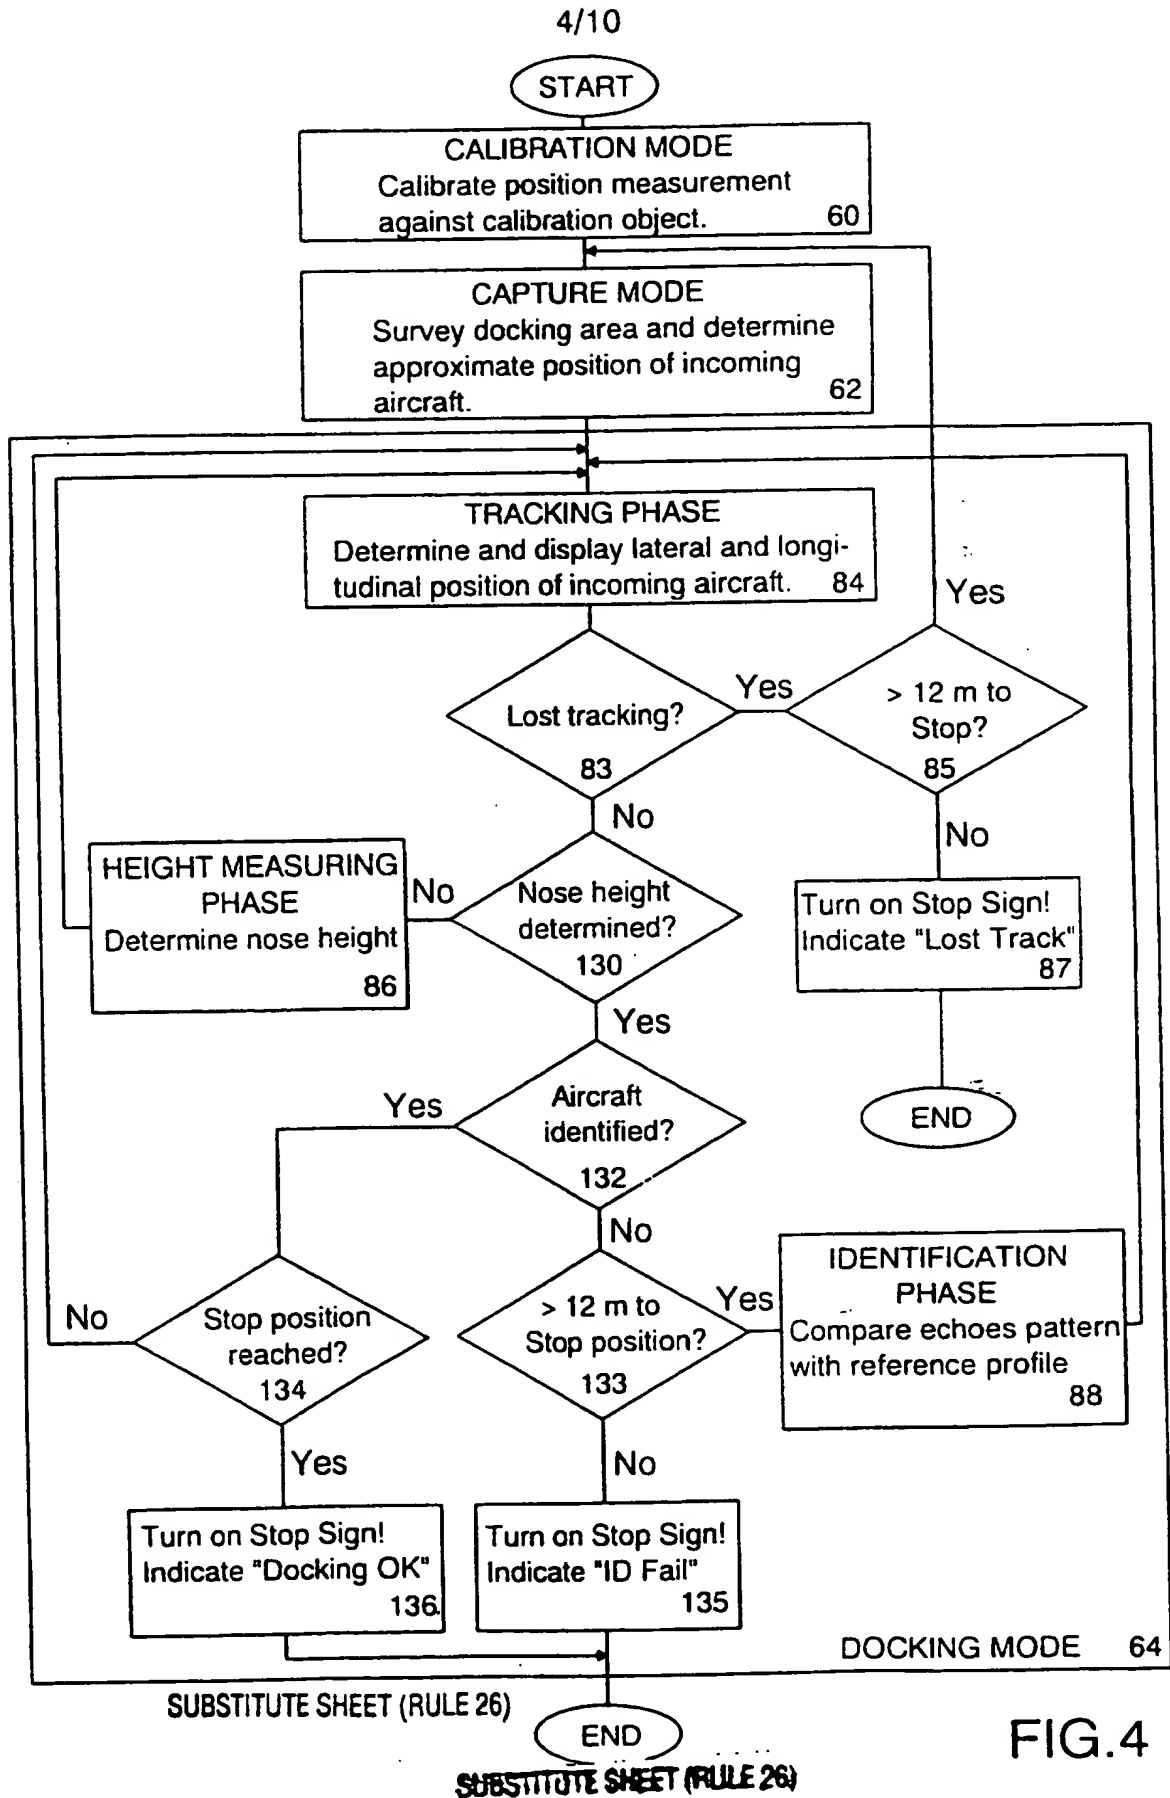 4/10
START
CALIBRATION MODE
Calibrate position measurement
against calibration object.
60
CAPTURE MODE
Survey docking area and determine
approximate position of incoming
aircraft.
62
TRACKING PHASE
Determine and display lateral and longi-
tudinal position of incoming aircraft.
84
Yes
Lost tracking?
83
Yes
> 12 m to
Stop?
85
No
No
HEIGHT MEASURING
PHASE
Determine nose height
86
No
Nose height
determined?
130
Turn on Stop Sign!
Indicate "Lost Track"
87
Yes
END
Yes
Aircraft
identified?
132
No
No
Stop position
reached?
134
> 12 m to
Stop position?
133
Yes
IDENTIFICATION
PHASE
Compare echoes pattern
with reference profile
88
Yes
No
Turn on Stop Sign!
Indicate "Docking OK"
136
Turn on Stop Sign!
Indicate "ID Fail"
135
DOCKING MODE 64
SUBSTITUTE SHEET (RULE 26)
END
FIG.4
SUBSTITUTE SHEET (RULE 26)